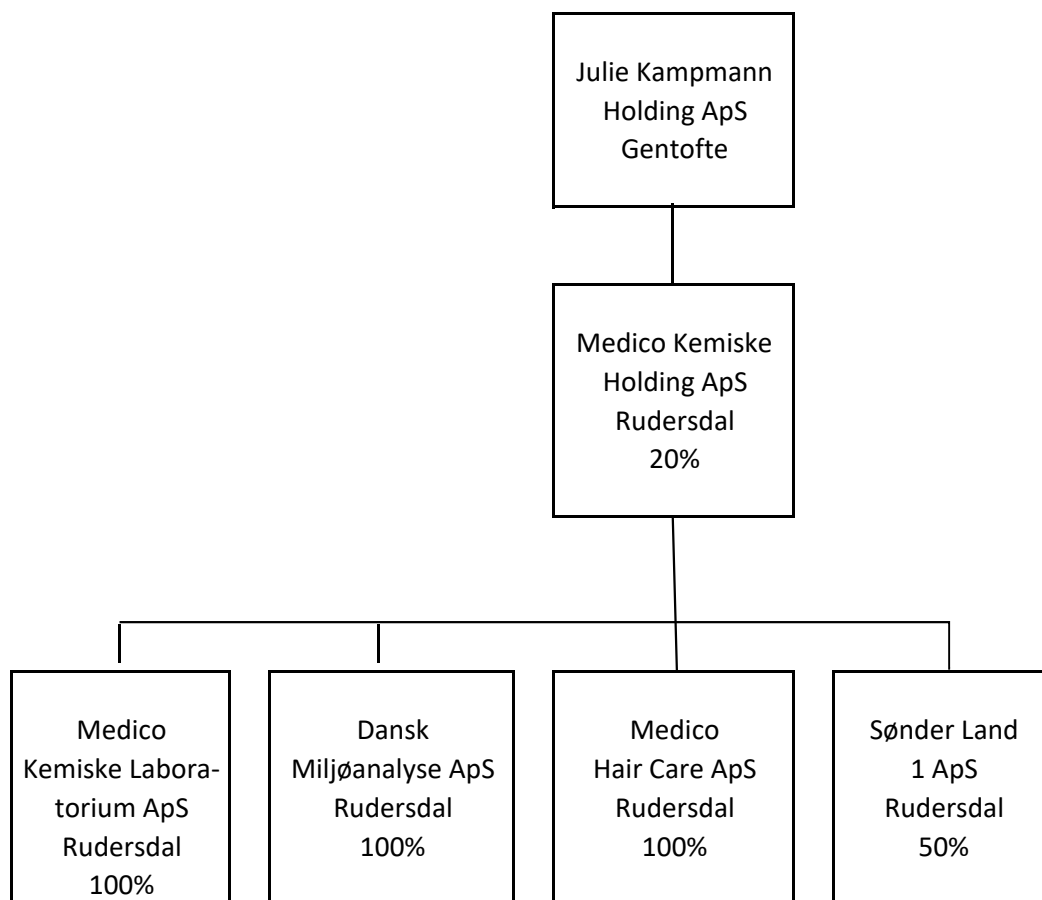 Julie Kampmann
Holding ApS
Gentofte
Medico Kemiske
Holding ApS
Rudersdal
20%
Medico
Kemiske Labora-
torium ApS
Rudersdal
100%
Dansk
Miljøanalyse ApS
Rudersdal
100%
Medico
Hair Care ApS
Rudersdal
100%
Sønder Land
1 ApS
Rudersdal
50%